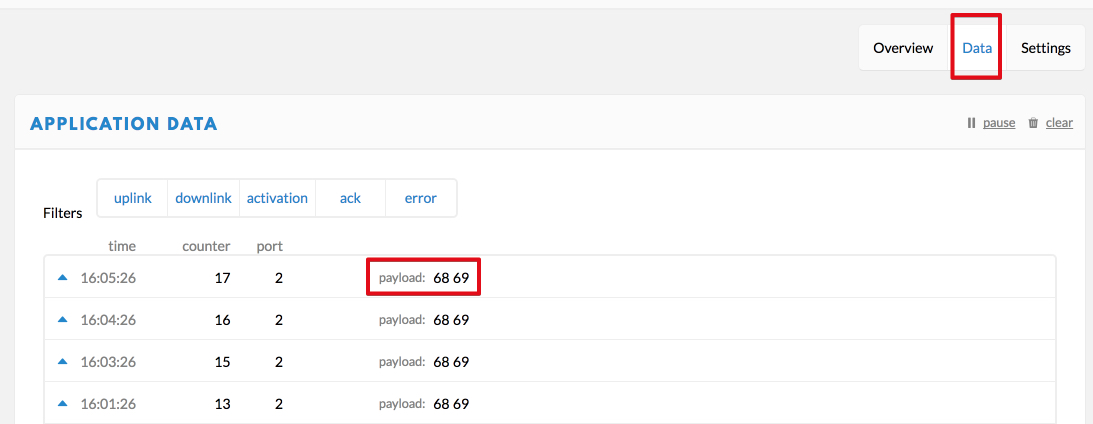 Overview Data Settings
APPLICATION DATA pause clear
uplink downlink activation ack error
Filters
time counter port
16:05:26 17 2 payload: 68 69
16:04:26 16 2 payload: 68 69
16:03:26 15 2 payload: 68 69
16:01:26 13 2 payload: 68 69